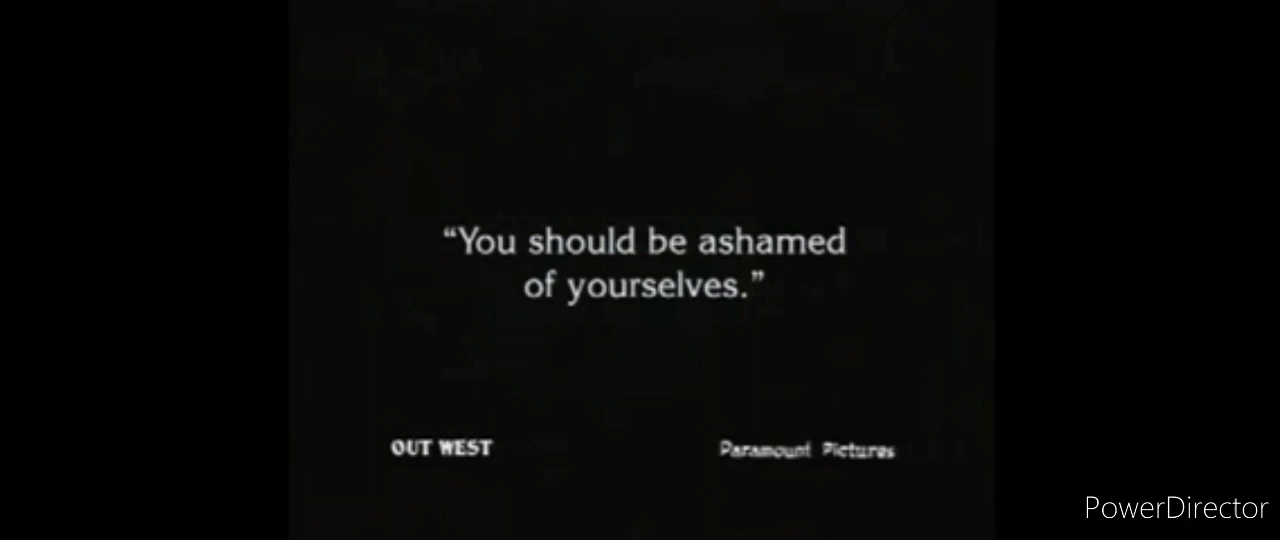 “You should be ashamed
of yourselves.”
OUT WEST
Paramount Pictures
PowerDirector